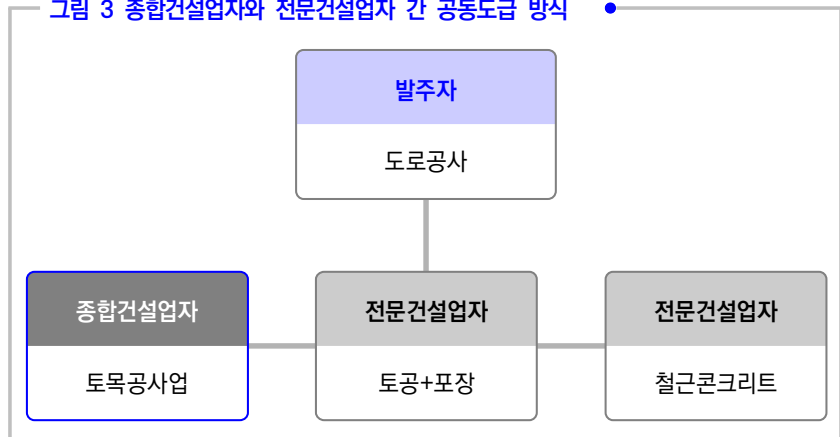 그림 3 종합건설업자와 전문건설업자 간 공동도급 방식
발주자
도로공사
종합건설업자
전문건설업자
전문건설업자
토목공사업
토공+포장
철근콘크리트